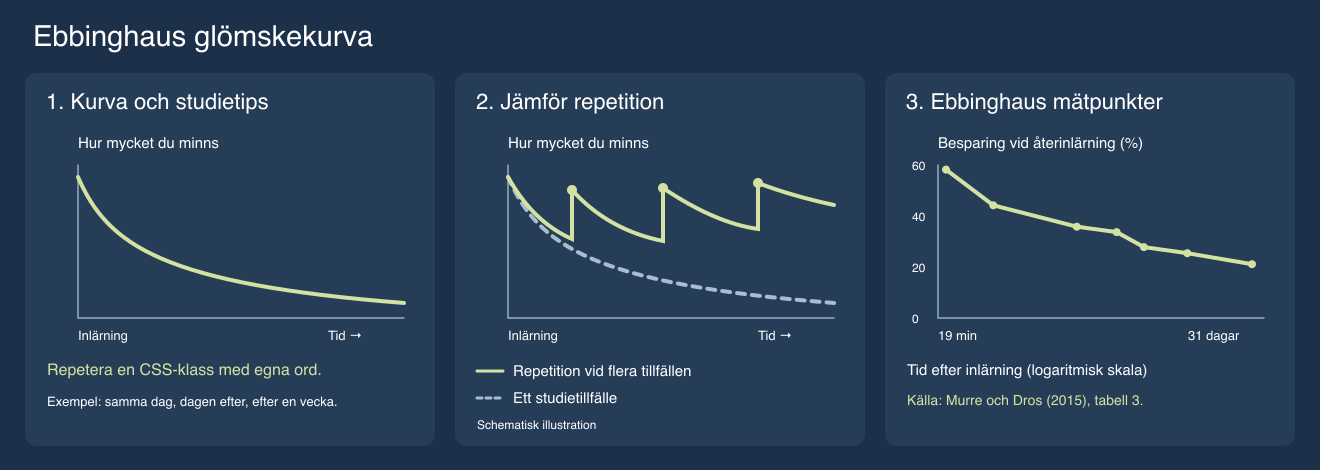 Ebbinghaus glömskekurva
1. Kurva och studietips
Hur mycket du minns
Inlärning
Tid →
Repetera en CSS-klass med egna ord.
Exempel: samma dag, dagen efter, efter en vecka.
2. Jämför repetition
Hur mycket du minns
Inlärning
Tid →
Repetition vid flera tillfällen
Ett studietillfälle
Schematisk illustration
3. Ebbinghaus mätpunkter
Besparing vid återinlärning (%)
60
40
20
0
19 min
31 dagar
Tid efter inlärning (logaritmisk skala)
Källa: Murre och Dros (2015), tabell 3.